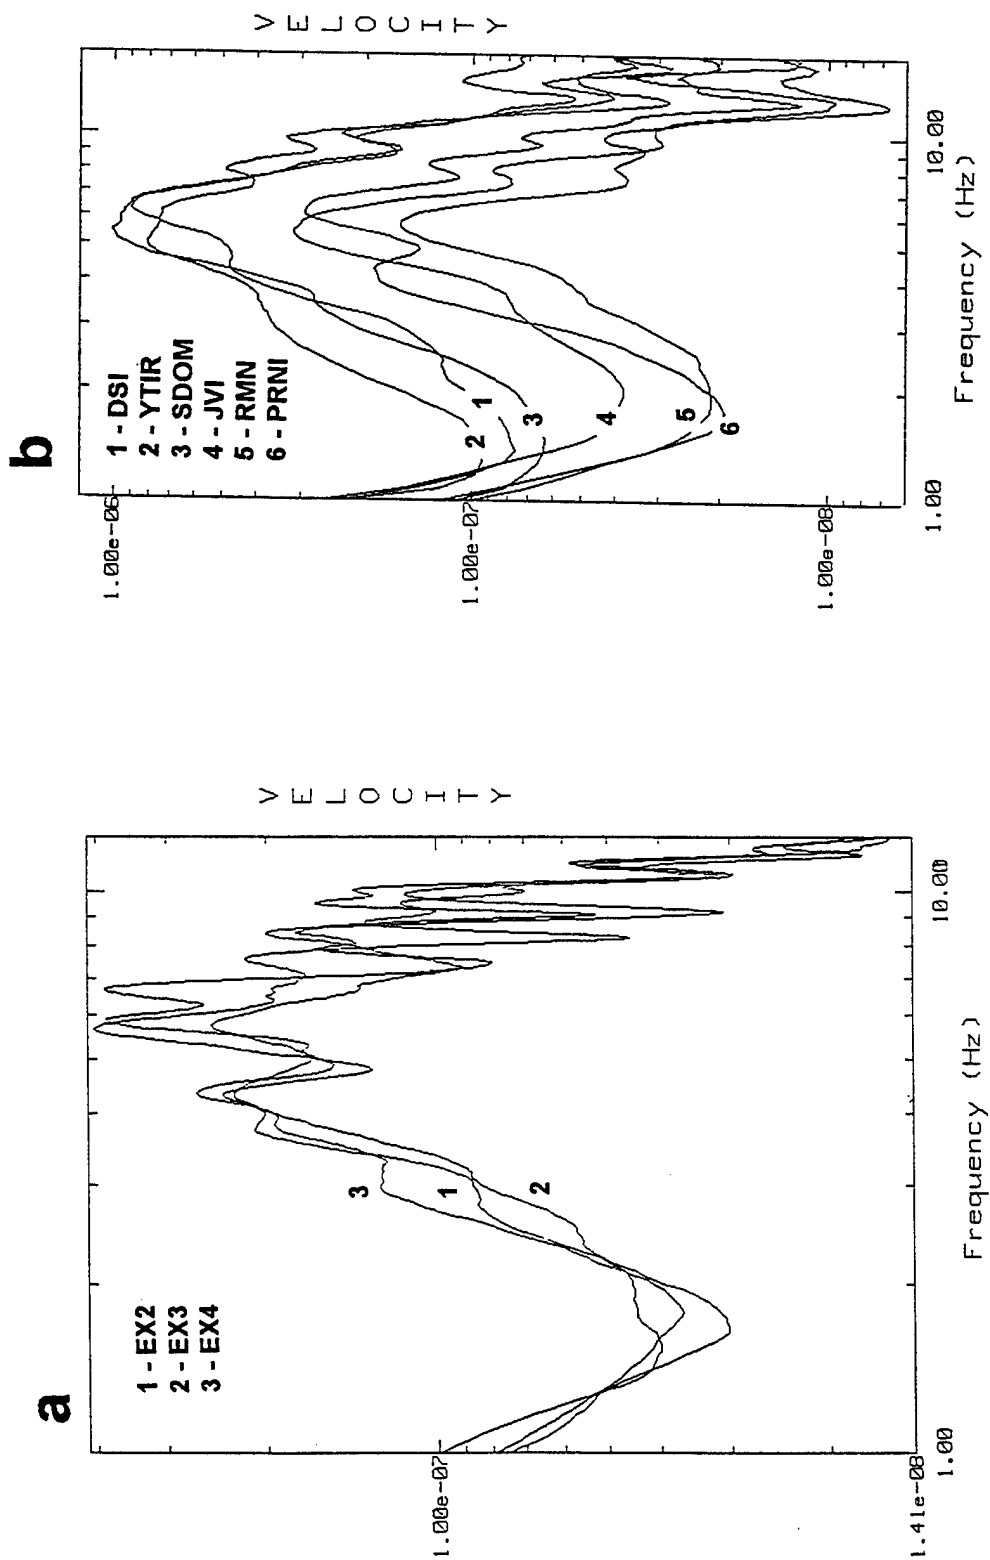 a
1 - EX2
2 - EX3
3 - EX4
3
1
2
1.00e-07
1.41e-08
1.00
10.00
Frequency (Hz)
VELOCITY
b
1 - DSI
2 - YTIR
3 - SDOM
4 - JVI
5 - RMN
6 - PRNI
2
1
3
4
5
6
1.00e-06
1.00e-07
1.00e-08
1.00
10.00
Frequency (Hz)
VELOCITY